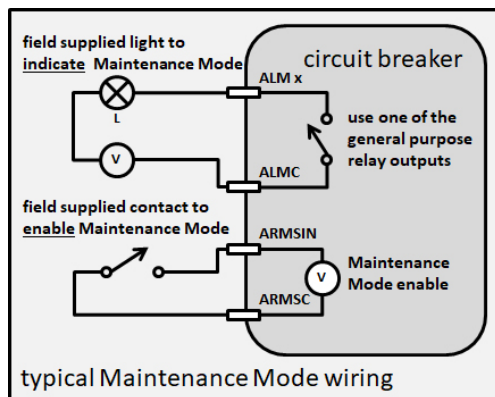 field supplied light to
indicate Maintenance Mode
L
V
ALM x
ALMC
circuit breaker
use one of the
general purpose
relay outputs
field supplied contact to
enable Maintenance Mode
ARMSIN
ARMSC
V
Maintenance
Mode enable
typical Maintenance Mode wiring